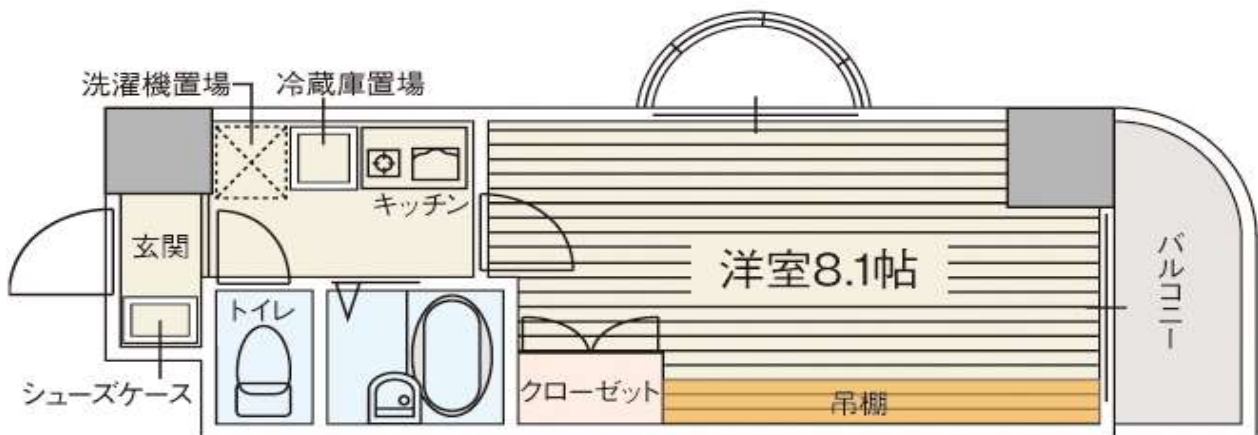 洗濯機置場
冷蔵庫置場
キッチン
玄関
洋室8.1帖
バルコニー
トイレ
シューズケース
クローゼット
吊棚